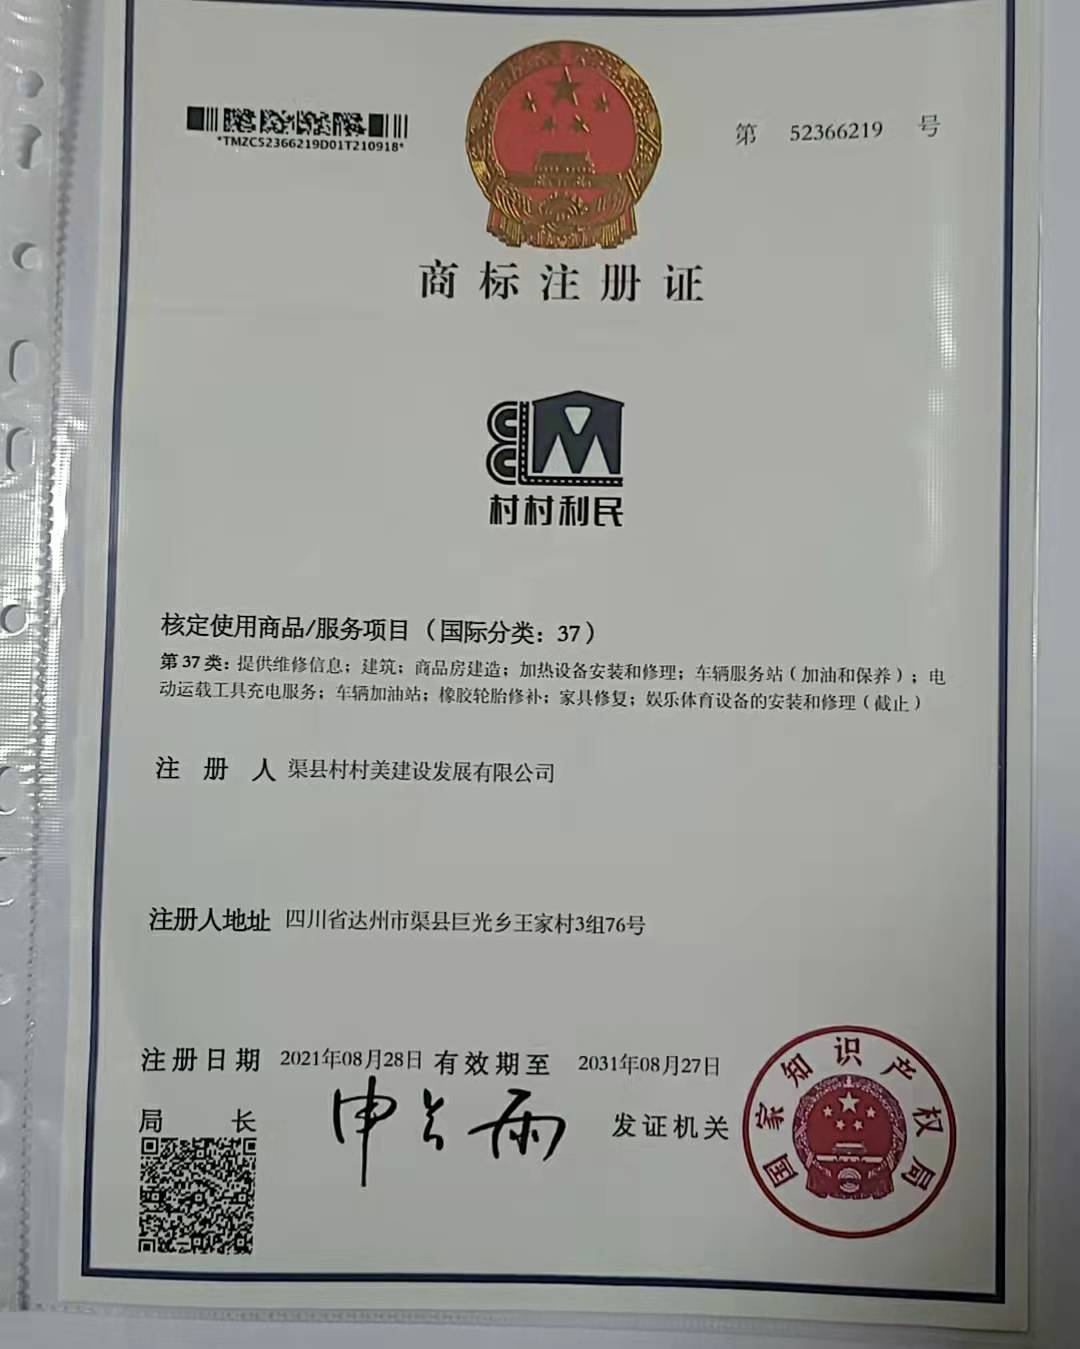 *TMZC52366219D01T210918*
第 52366219 号
商标注册证
村村利民
核定使用商品/服务项目（国际分类：37）
第 37 类：提供维修信息；建筑；商品房建造；加热设备安装和修理；车辆服务站（加油和保养）；电
动运载工具充电服务；车辆加油站；橡胶轮胎修补；家具修复；娱乐体育设备的安装和修理（截止）
注 册 人 渠县村村美建设发展有限公司
注册人地址 四川省达州市渠县巨光乡王家村3组76号
注册日期 2021年08月28日 有效期至 2031年08月27日
局 长 申长雨 发证机关
国家知识产权局